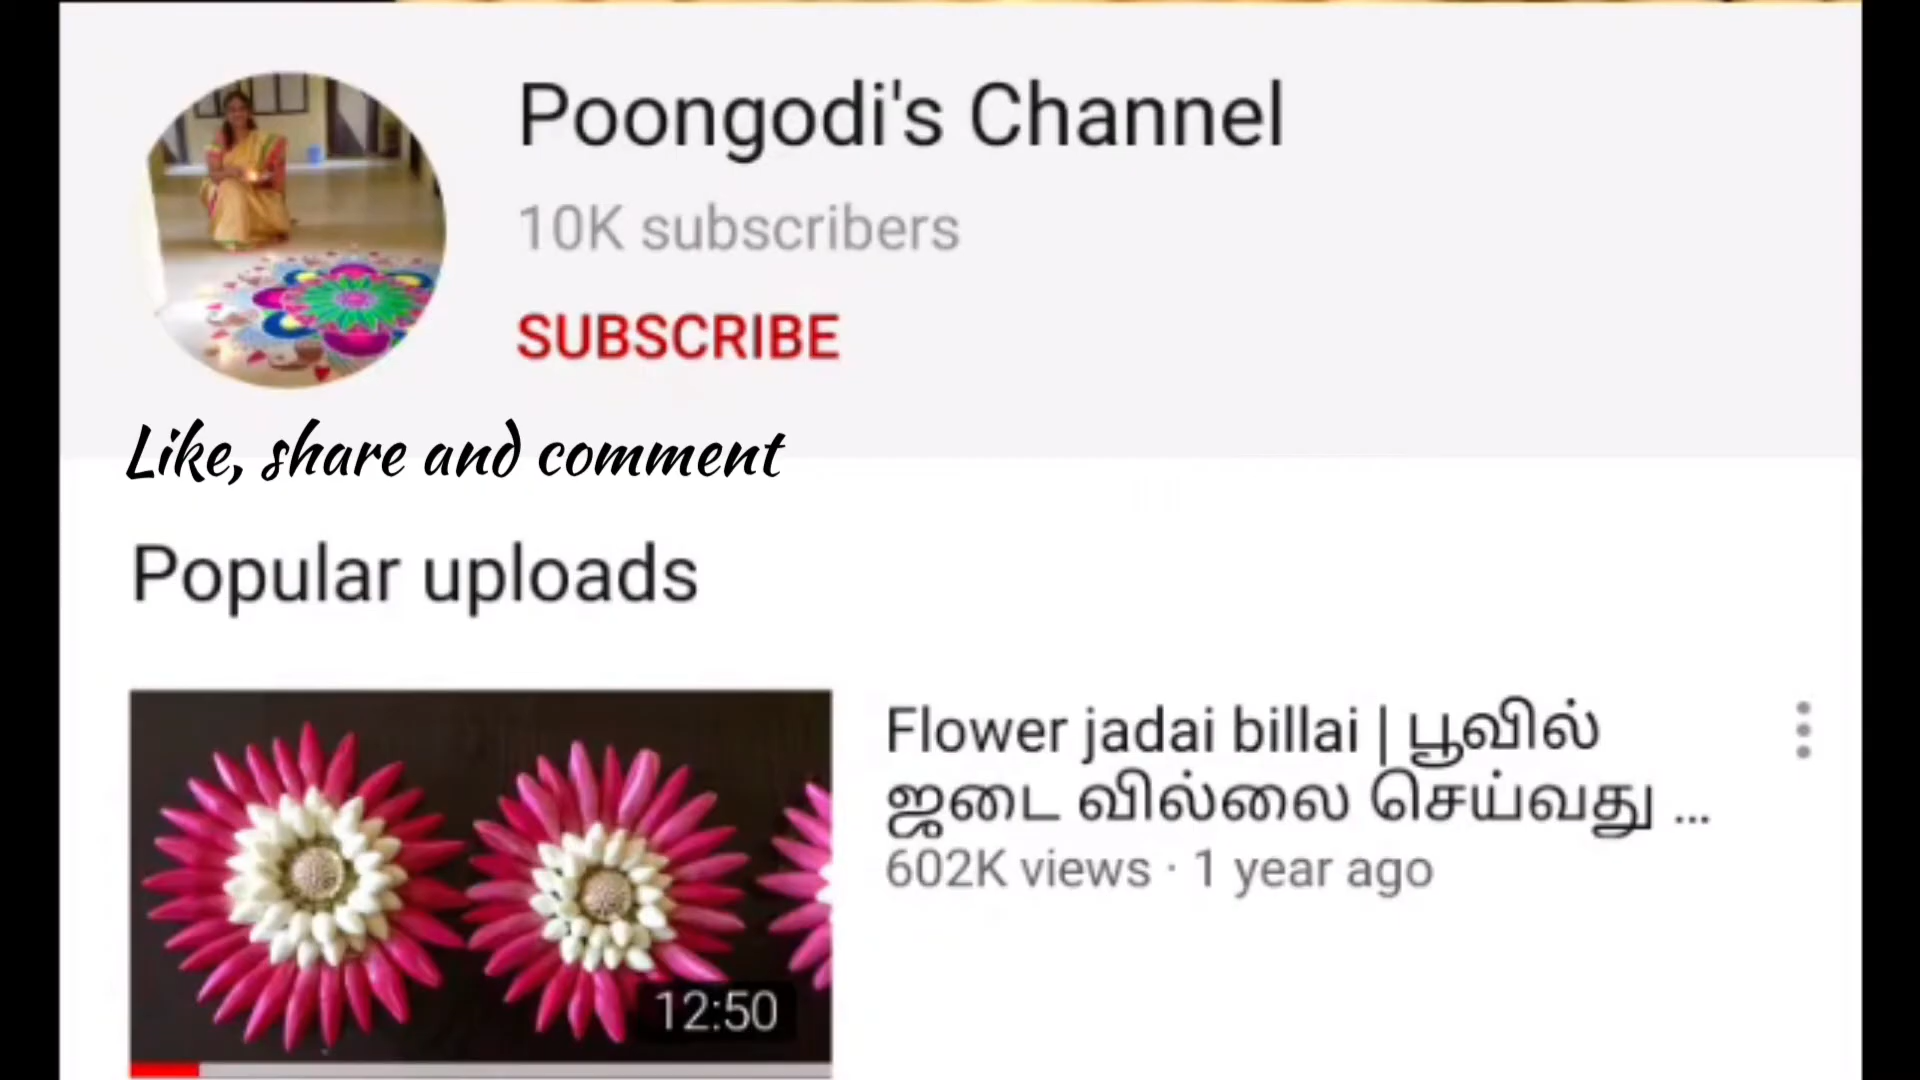 Poongodi's Channel
10K subscribers
SUBSCRIBE
Like, share and comment
Popular uploads
Flower jadai billai | பூவில்
ஜடை வில்லை செய்வது ...
602K views · 1 year ago
12:50